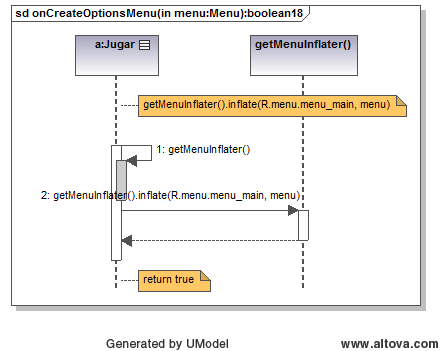 sd onCreateOptionsMenu(in menu:Menu):boolean18
a:Jugar
getMenuInflater()
getMenuInflater().inflate(R.menu.menu_main, menu)
1: getMenuInflater()
2: getMenuInflater().inflate(R.menu.menu_main, menu)
return true
Generated by UModel
www.altova.com